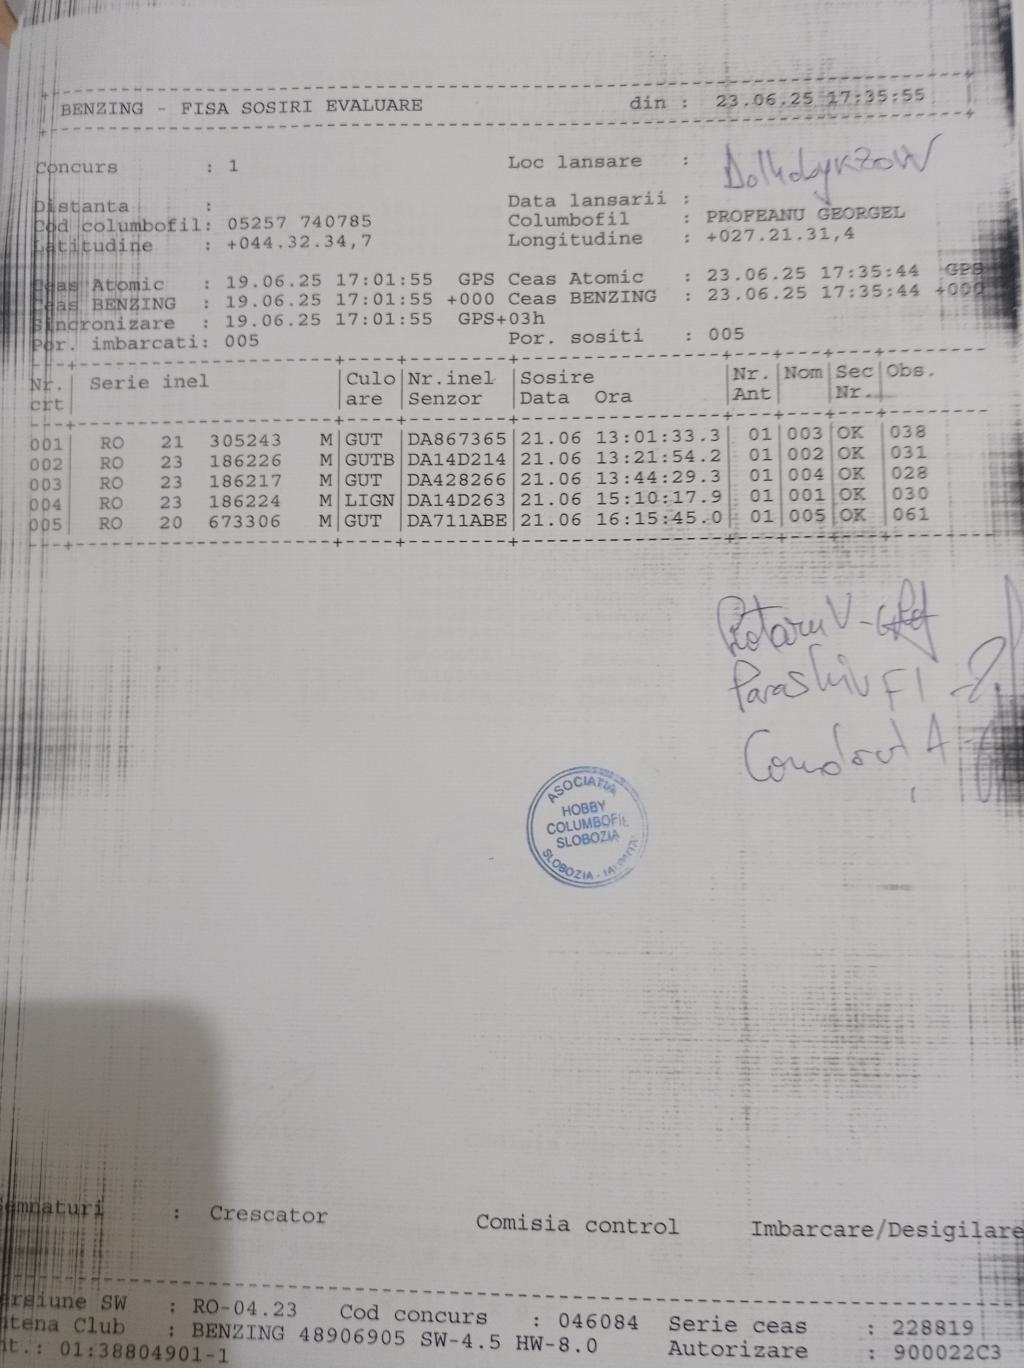 BENZING - FISA SOSIRI EVALUARE din : 23.06.25 17:35:55
Concurs : 1 Loc lansare :
Distanta : Data lansarii :
Cod columbofil: 05257 740785 Columbofil : PROFEANU GEORGEL
Latitudine : +044.32.34,7 Longitudine : +027.21.31,4
Ceas Atomic : 19.06.25 17:01:55 GPS Ceas Atomic : 23.06.25 17:35:44 GPS
Ceas BENZING : 19.06.25 17:01:55 +000 Ceas BENZING : 23.06.25 17:35:44 +000
Sincronizare : 19.06.25 17:01:55 GPS+03h
Por. imbarcati: 005 Por. sositi : 005
Nr. Serie inel Culo Nr.inel Sosire Nr. Nom Sec Obs.
crt are Senzor Data Ora Ant Nr.
001 RO 21 305243 M GUT DA867365 21.06 13:01:33.3 01 003 OK 038
002 RO 23 186226 M GUTB DA14D214 21.06 13:21:54.2 01 002 OK 031
003 RO 23 186217 M GUT DA428266 21.06 13:44:29.3 01 004 OK 028
004 RO 23 186224 M LIGN DA14D263 21.06 15:10:17.9 01 001 OK 030
005 RO 20 673306 M GUT DA711ABE 21.06 16:15:45.0 01 005 OK 061
ASOCIATIA
HOBBY
COLUMBOFIL
SLOBOZIA
Semnaturi : Crescator Comisia control Imbarcare/Desigilare
ersiune SW : RO-04.23 Cod concurs : 046084 Serie ceas : 228819
tena Club : BENZING 48906905 SW-4.5 HW-8.0 Autorizare : 900022C3
nt.: 01:38804901-1